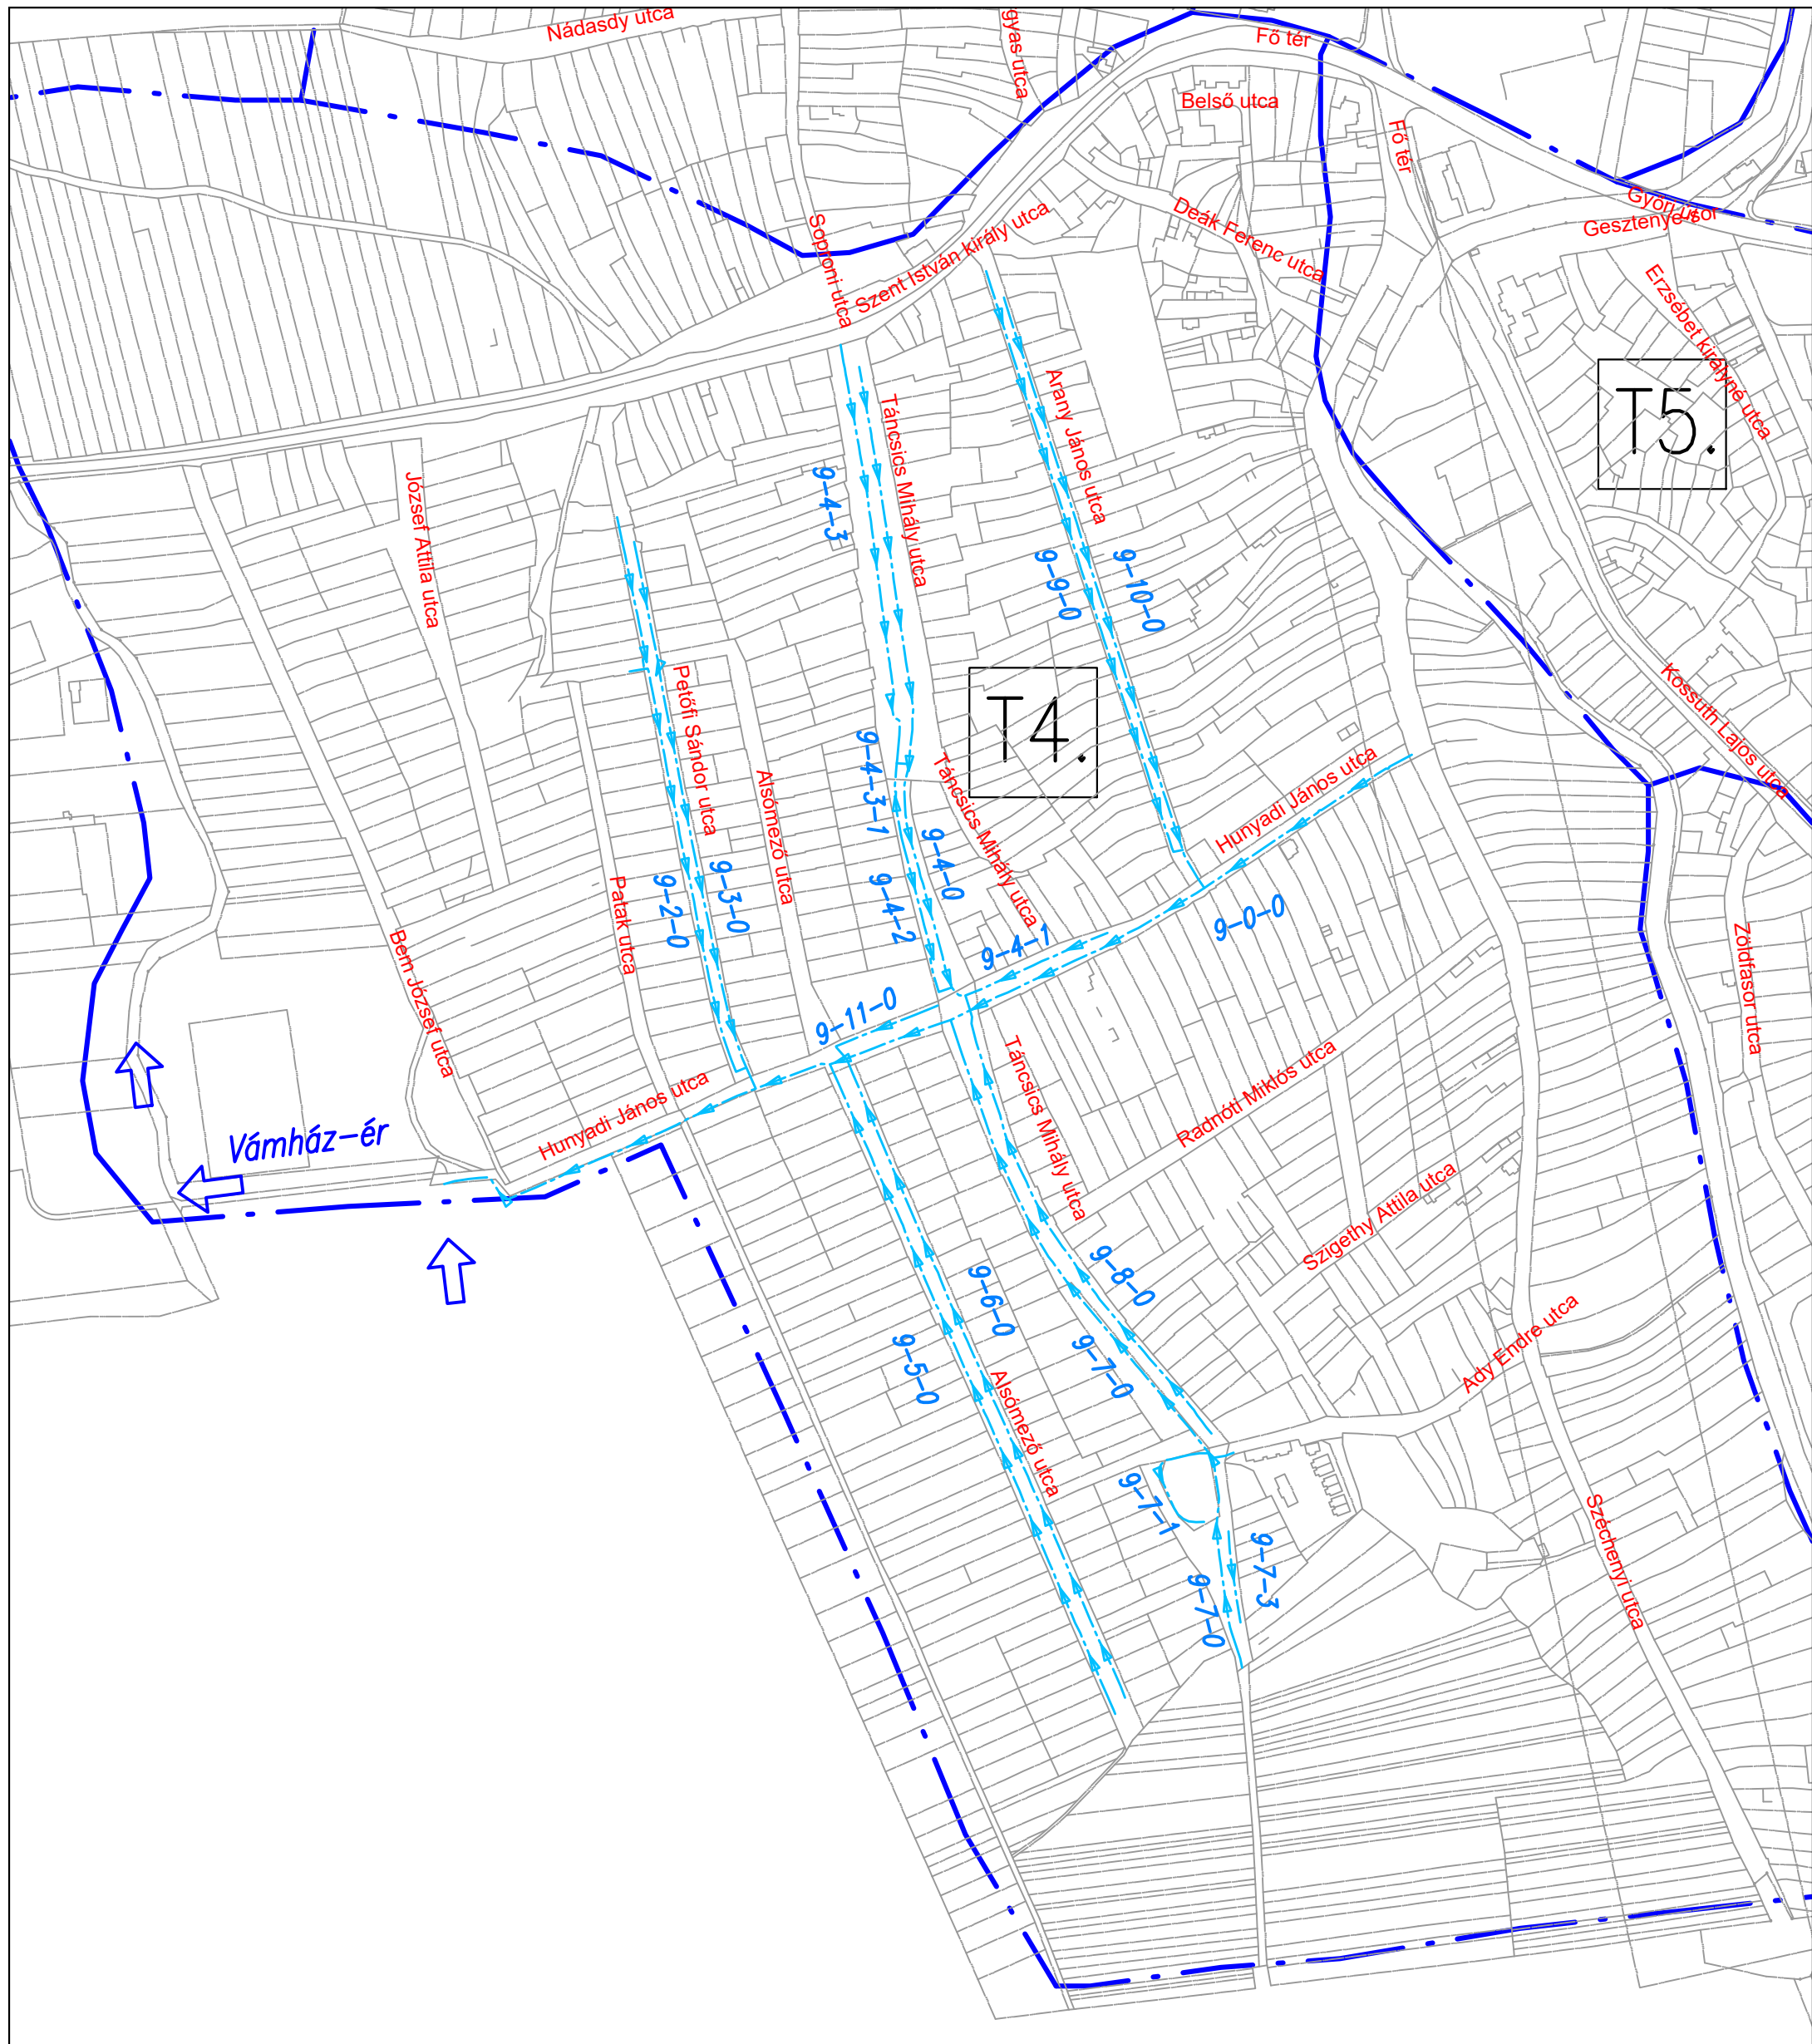 Nádasdy utca
gyas utca
Fő tér
Belső utca
Fő tér
Győri u.
Gesztenyesor
Deák Ferenc utca
Soproni utca
Szent István király utca
Erzsébet királyné utca
T5.
Arany János utca
Táncsics Mihály utca
9-4-3
József Attila utca
9-9-0
9-10-0
Petőfi Sándor utca
T4.
Kossuth Lajos utca
9-4-3-1
Táncsics Mihály utca
Hunyadi János utca
Alsómező utca
9-4-0
9-4-2
9-3-0
9-2-0
Patak utca
9-0-0
9-4-1
Zöldfasor utca
Bem József utca
9-11-0
Táncsics Mihály utca
Radnóti Miklós utca
Hunyadi János utca
Vámház-ér
Szigethy Attila utca
9-8-0
9-6-0
9-7-0
9-5-0
Ady Endre utca
Alsómező utca
9-7-1
9-7-3
9-7-0
Széchenyi utca